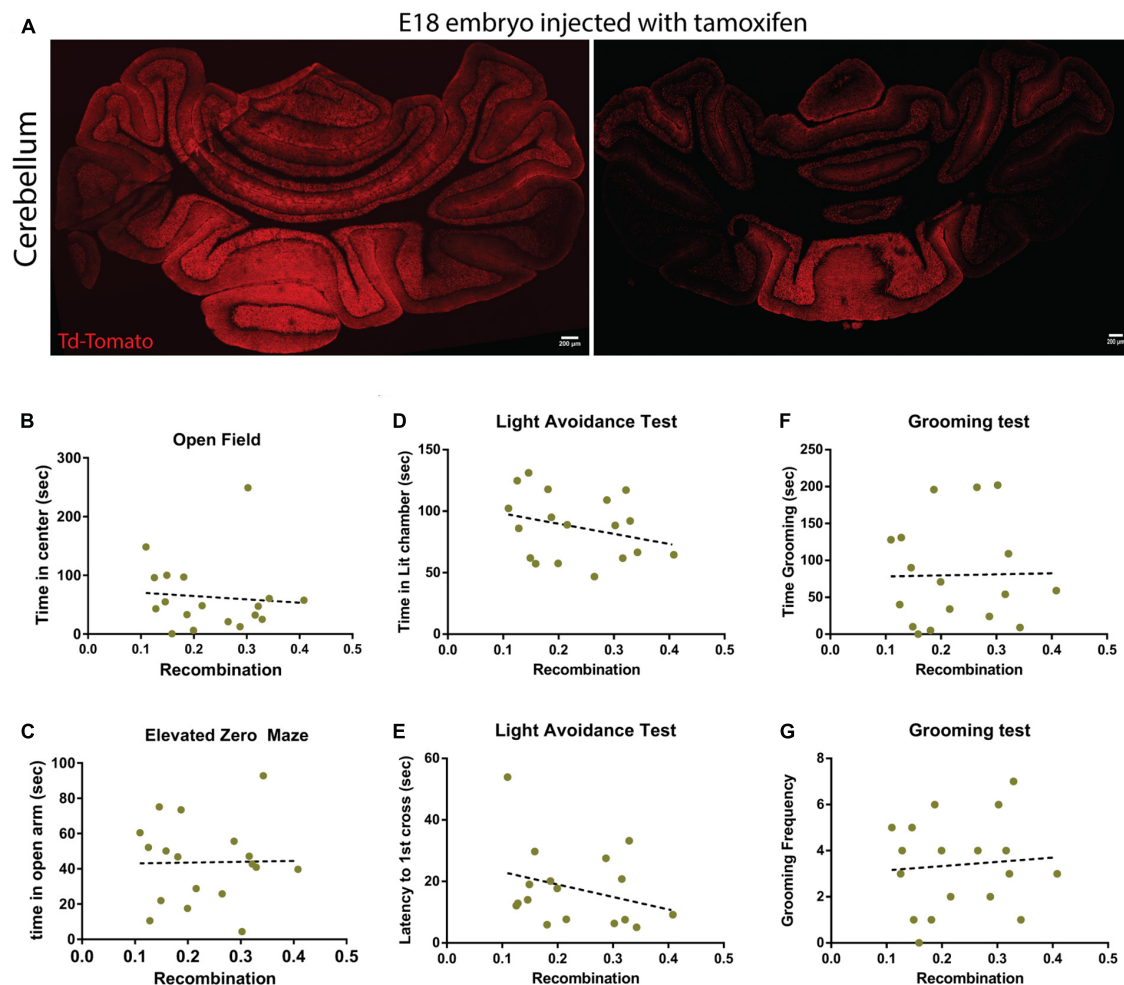 E18 embryo injected with tamoxifen
A
Cerebellum
Td-Tomato
200 µm
200 µm
B
Open Field
Time in center (sec)
300
200
100
0
0.0 0.1 0.2 0.3 0.4 0.5
Recombination
D
Light Avoidance Test
Time in Lit chamber (sec)
150
100
50
0
0.0 0.1 0.2 0.3 0.4 0.5
Recombination
F
Grooming test
Time Grooming (sec)
250
200
150
100
50
0
0.0 0.1 0.2 0.3 0.4 0.5
Recombination
C
Elevated Zero Maze
time in open arm (sec)
100
80
60
40
20
0
0.0 0.1 0.2 0.3 0.4 0.5
Recombination
E
Light Avoidance Test
Latency to 1st cross (sec)
60
40
20
0
0.0 0.1 0.2 0.3 0.4 0.5
Recombination
G
Grooming test
Grooming Frequency
8
6
4
2
0
0.0 0.1 0.2 0.3 0.4 0.5
Recombination